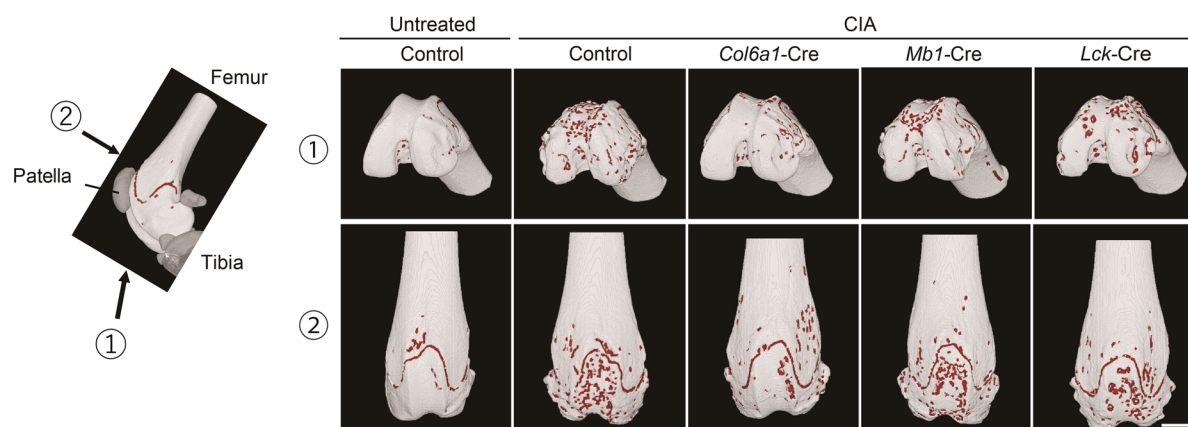 Untreated
CIA
Control
Control
Col6a1-Cre
Mb1-Cre
Lck-Cre
Femur
②
Patella
Tibia
①
①
②